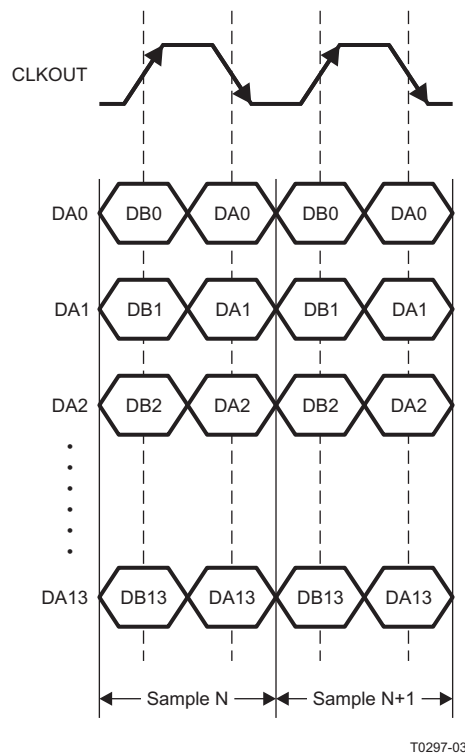 CLKOUT
DA0 DB0 DA0 DB0 DA0
DA1 DB1 DA1 DB1 DA1
DA2 DB2 DA2 DB2 DA2
DA13 DB13 DA13 DB13 DA13
Sample N Sample N+1
T0297-03